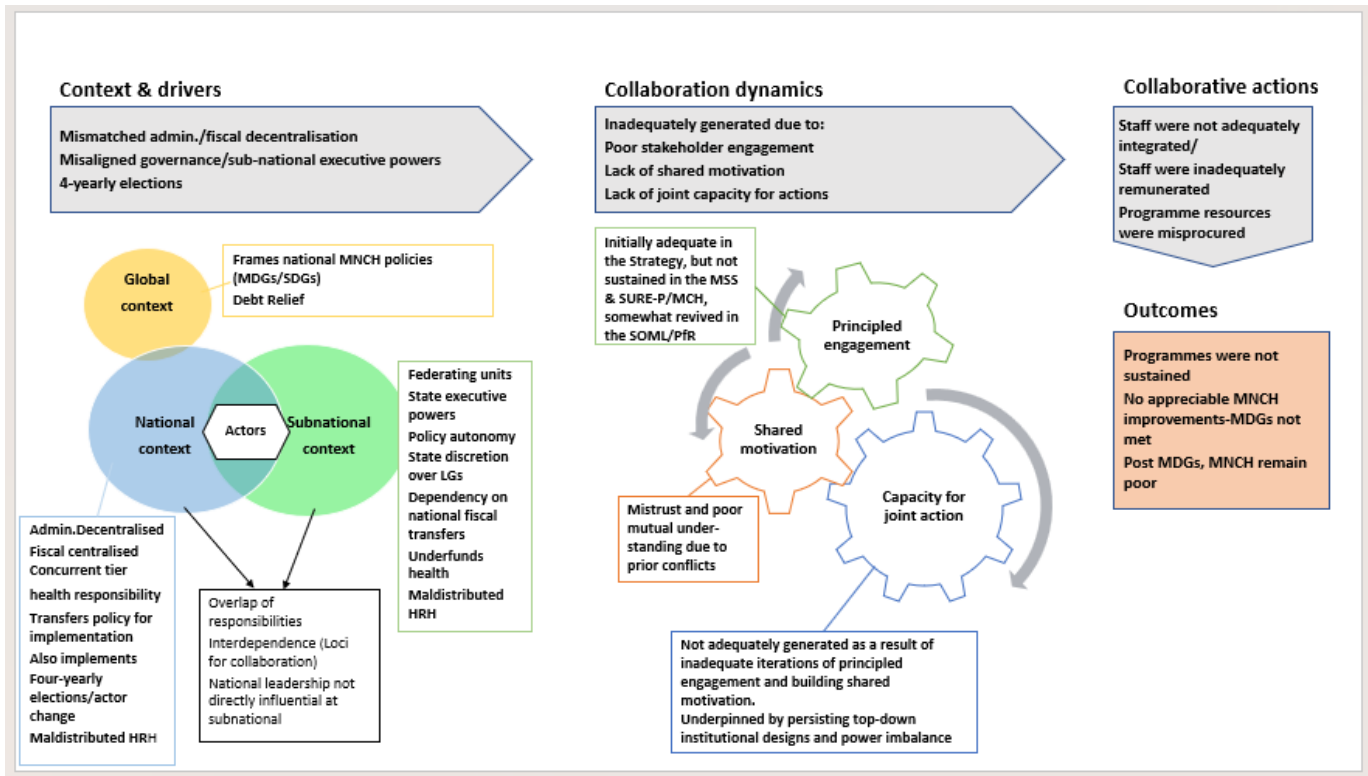 Context & drivers
Mismatched admin./fiscal decentralisation
Misaligned governance/sub-national executive powers
4-yearly elections
Global
context
Frames national MNCH policies
(MDGs/SDGs)
Debt Relief
National
context
Actors
Subnational
context
Federating units
State executive
powers
Policy autonomy
State discretion
over LGs
Dependency on
national fiscal
transfers
Underfunds
health
Maldistributed
HRH
Admin.Decentralised
Fiscal centralised
Concurrent tier
health responsibility
Transfers policy for
implementation
Also implements
Four-yearly
elections/actor
change
Maldistributed HRH
Overlap of
responsibilities
Interdependence (Loci
for collaboration)
National leadership not
directly influential at
subnational
Collaboration dynamics
Inadequately generated due to:
Poor stakeholder engagement
Lack of shared motivation
Lack of joint capacity for actions
Initially adequate in
the Strategy, but not
sustained in the MSS
& SURE-P/MCH,
somewhat revived in
the SOML/PfR
Principled
engagement
Shared
motivation
Capacity for
joint action
Mistrust and poor
mutual under-
standing due to
prior conflicts
Not adequately generated as a result of
inadequate iterations of principled
engagement and building shared
motivation.
Underpinned by persisting top-down
institutional designs and power imbalance
Collaborative actions
Staff were not adequately
integrated/
Staff were inadequately
remunerated
Programme resources
were misprocured
Outcomes
Programmes were not
sustained
No appreciable MNCH
improvements-MDGs not
met
Post MDGs, MNCH remain
poor